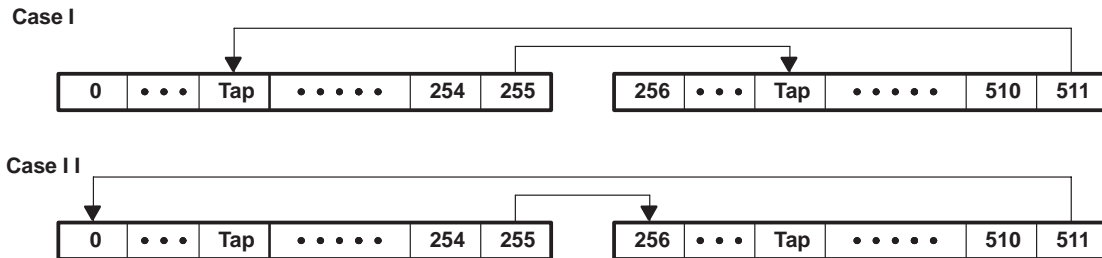 Case I
0 • • • Tap • • • • • 254 255 256 • • • Tap • • • • • 510 511
Case I I
0 • • • Tap • • • • • 254 255 256 • • • Tap • • • • • 510 511